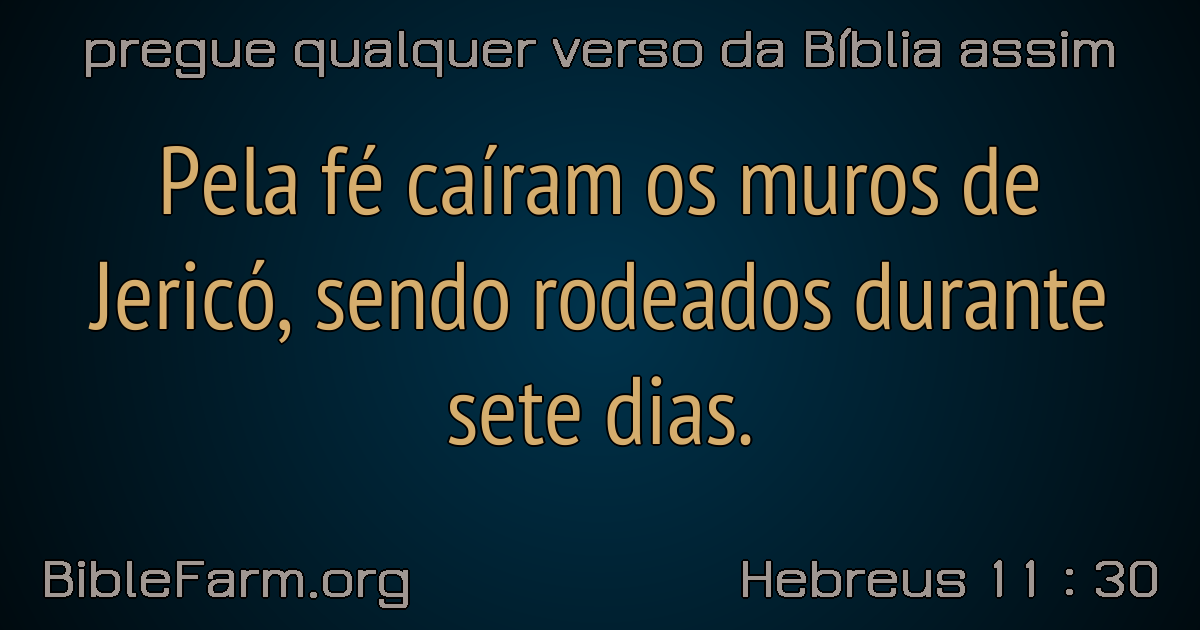 pregue qualquer verso da Bíblia assim
Pela fé caíram os muros de
Jericó, sendo rodeados durante
sete dias.
BibleFarm.org
Hebreus 11 : 30